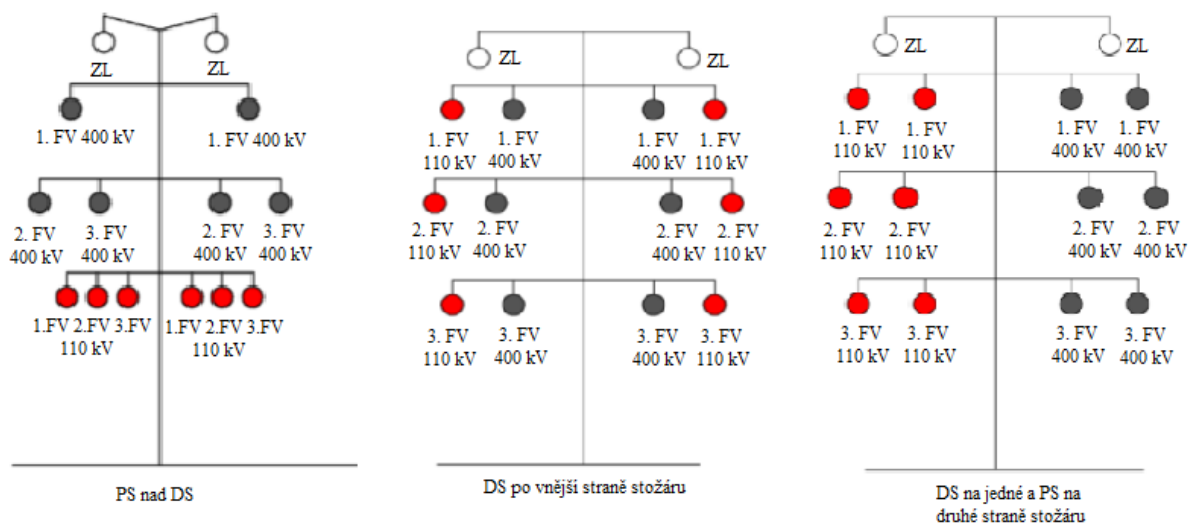 ZL
ZL
1. FV 400 kV
1. FV 400 kV
2. FV
400 kV
3. FV
400 kV
2. FV
400 kV
3. FV
400 kV
1.FV 2.FV 3.FV
110 kV
1.FV 2.FV 3.FV
110 kV
PS nad DS
ZL
ZL
1. FV
110 kV
1. FV
400 kV
1. FV
400 kV
1. FV
110 kV
2. FV
110 kV
2. FV
400 kV
2. FV
400 kV
2. FV
110 kV
3. FV
110 kV
3. FV
400 kV
3. FV
400 kV
3. FV
110 kV
DS po vnější straně stožáru
ZL
ZL
1. FV
110 kV
1. FV
110 kV
1. FV
400 kV
1. FV
400 kV
2. FV
110 kV
2. FV
110 kV
2. FV
400 kV
2. FV
400 kV
3. FV
110 kV
3. FV
110 kV
3. FV
400 kV
3. FV
400 kV
DS na jedné a PS na
druhé straně stožáru